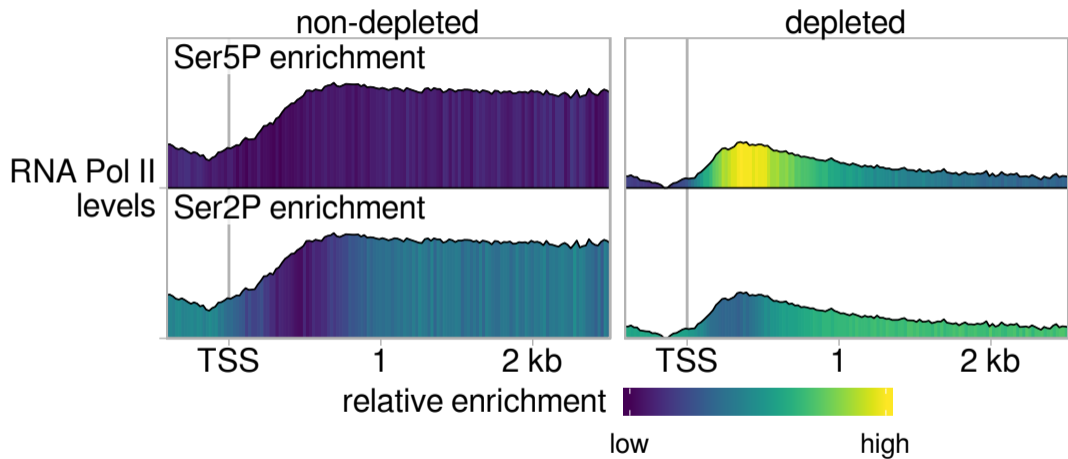 non-depleted depleted
Ser5P enrichment
RNA Pol II
levels
Ser2P enrichment
TSS 1 2 kb TSS 1 2 kb
relative enrichment
low high